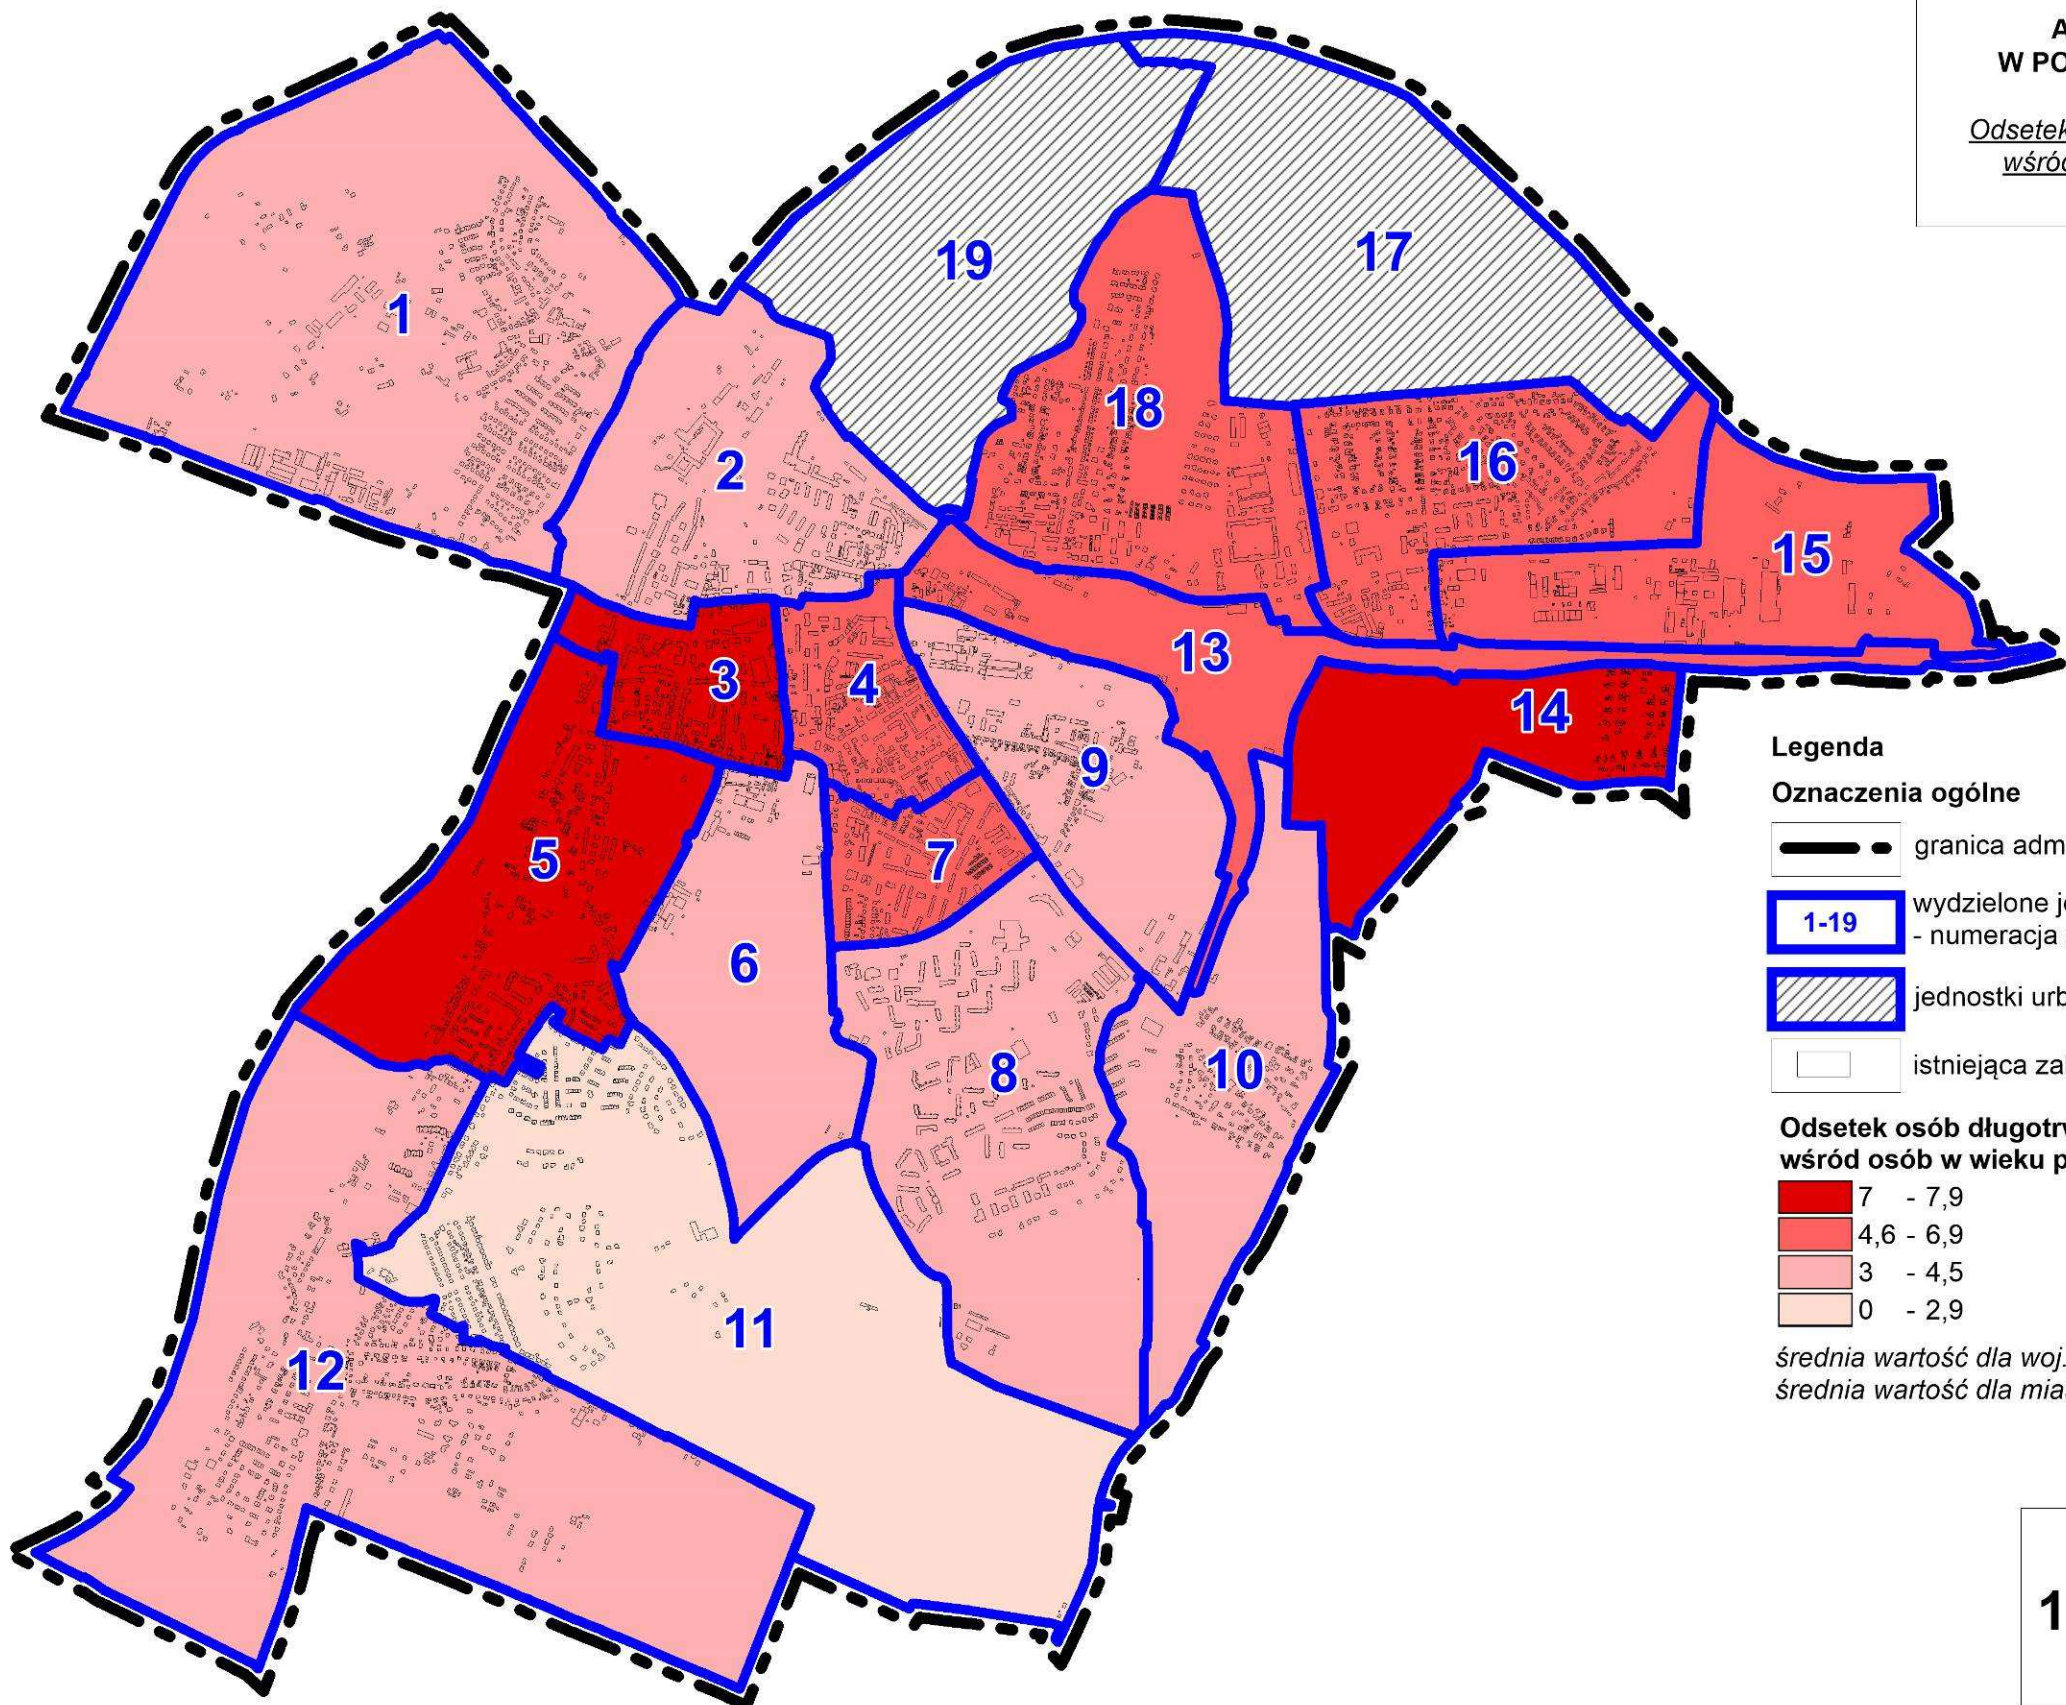 A
W PO
Odsetek
wśród
19
17
1
18
2
16
15
13
3
4
14
9
5
7
6
8
10
11
12
Legenda
Oznaczenia ogólne
granica adm
1-19
wydzielone je
- numeracja
jednostki urb
istniejąca za
Odsetek osób długotrw
wśród osób w wieku p
7 - 7,9
4,6 - 6,9
3 - 4,5
0 - 2,9
średnia wartość dla woj.
średnia wartość dla mia
1